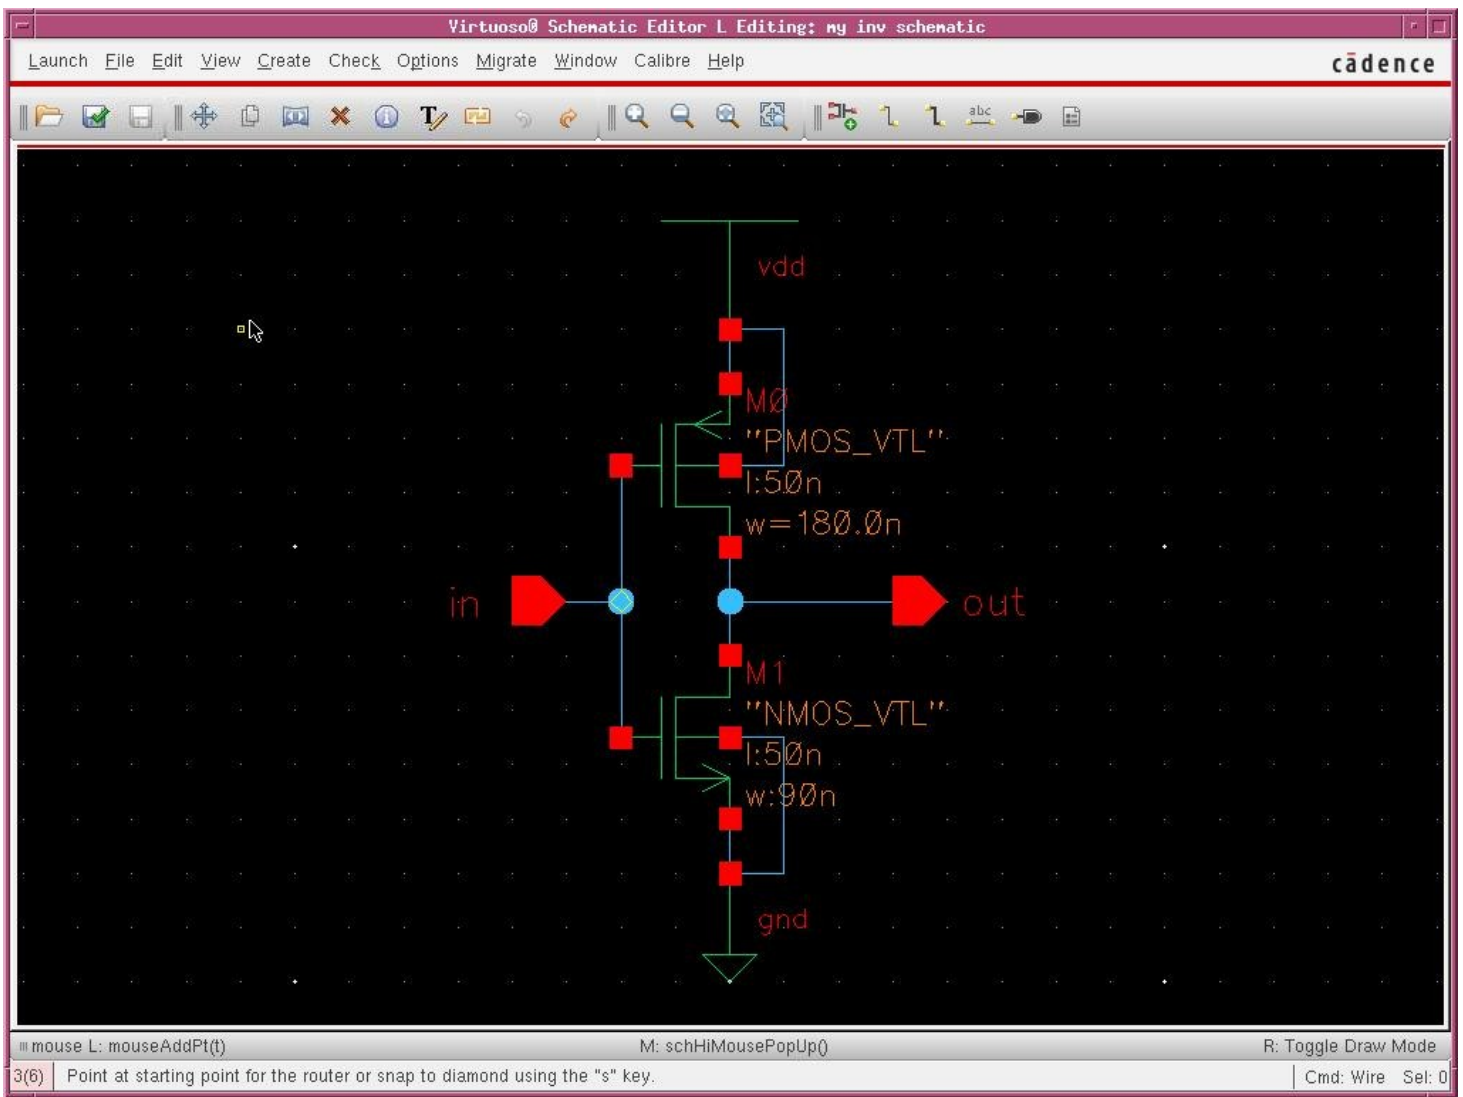 Virtuoso® Schematic Editor L Editing: my inv schematic
Launch File Edit View Create Check Options Migrate Window Calibre Help
cādence
T
abc
vdd
M0
"PMOS_VTL"
l:50n
w=180.0n
in
out
M1
"NMOS_VTL"
l:50n
w:90n
gnd
mouse L: mouseAddPt(t) M: schHiMousePopUp() R: Toggle Draw Mode
3(6) Point at starting point for the router or snap to diamond using the "s" key. Cmd: Wire Sel: 0